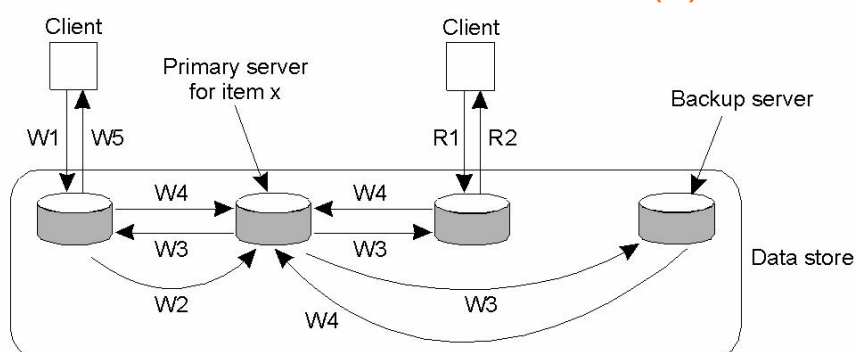 Client
Client
Primary server
for item x
Backup server
W1
W5
R1
R2
W4
W4
W3
W3
Data store
W2
W3
W4